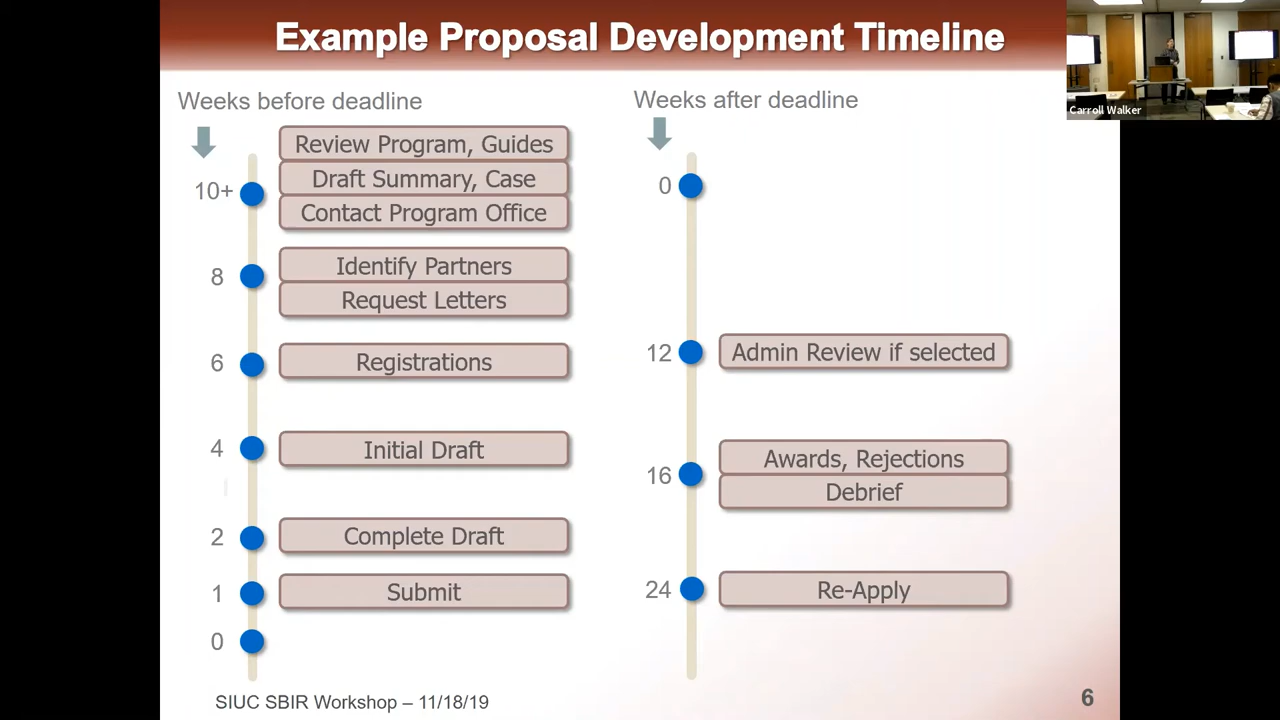 Example Proposal Development Timeline
Carroll Walker
Weeks before deadline
10+
Review Program, Guides
Draft Summary, Case
Contact Program Office
8
Identify Partners
Request Letters
6
Registrations
4
Initial Draft
2
Complete Draft
1
Submit
0
Weeks after deadline
0
12
Admin Review if selected
16
Awards, Rejections
Debrief
24
Re-Apply
SIUC SBIR Workshop – 11/18/19
6